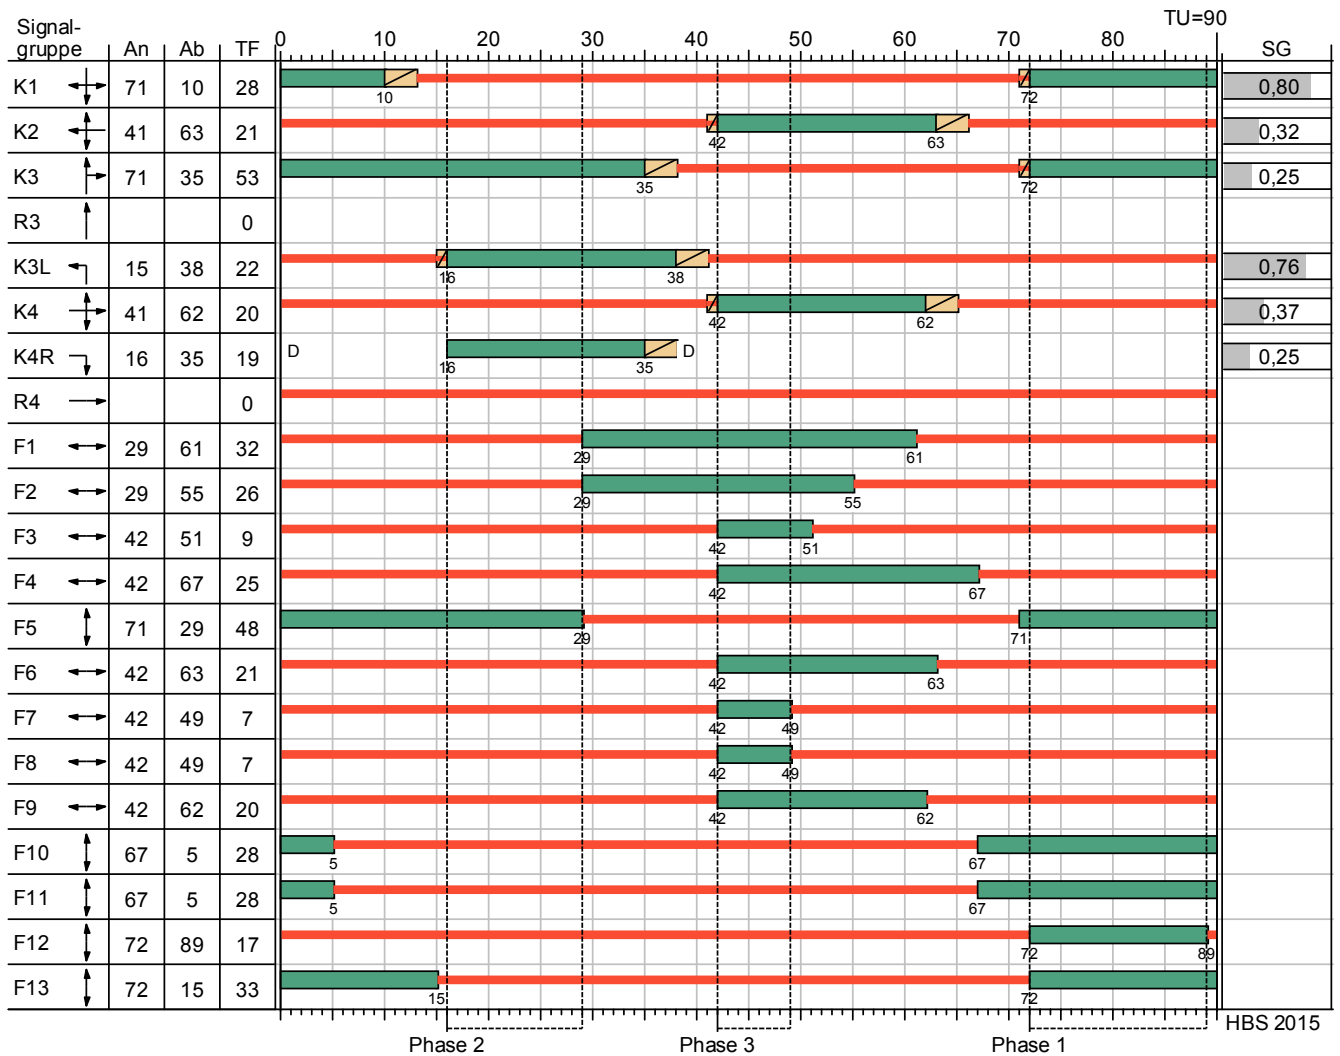 TU=90
Signal-
gruppe An Ab TF 0 10 20 30 40 50 60 70 80 SG
K1 71 10 28 10 72 0,80
K2 41 63 21 42 63 0,32
K3 71 35 53 35 72 0,25
R3 0
K3L 15 38 22 16 38 0,76
K4 41 62 20 42 62 0,37
K4R 16 35 19 D 16 35 D 0,25
R4 0
F1 29 61 32 29 61
F2 29 55 26 29 55
F3 42 51 9 42 51
F4 42 67 25 42 67
F5 71 29 48 29 71
F6 42 63 21 42 63
F7 42 49 7 42 49
F8 42 49 7 42 49
F9 42 62 20 42 62
F10 67 5 28 5 67
F11 67 5 28 5 67
F12 72 89 17 72 89
F13 72 15 33 15 72
HBS 2015
Phase 2 Phase 3 Phase 1